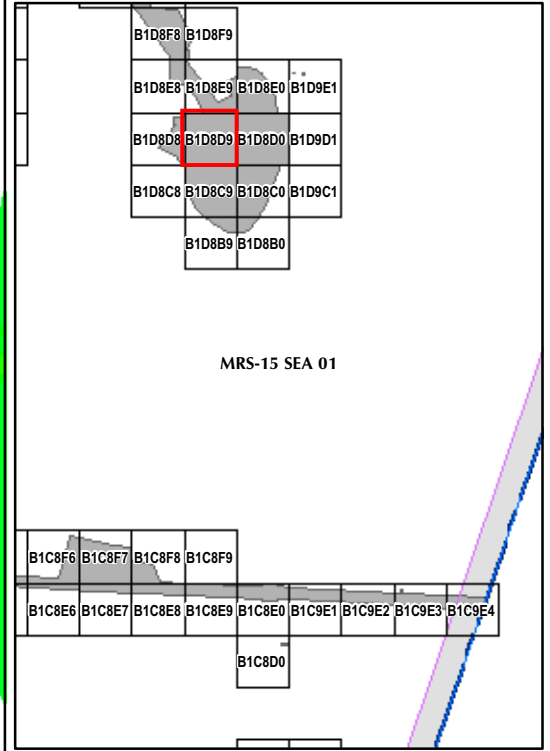 B1D8F8 B1D8F9
B1D8E8 B1D8E9 B1D8E0 B1D9E1
B1D8D8 B1D8D9 B1D8D0 B1D9D1
B1D8C8 B1D8C9 B1D8C0 B1D9C1
B1D8B9 B1D8B0
MRS-15 SEA 01
B1C8F6 B1C8F7 B1C8F8 B1C8F9
B1C8E6 B1C8E7 B1C8E8 B1C8E9 B1C8E0 B1C9E1 B1C9E2 B1C9E3 B1C9E4
B1C8D0